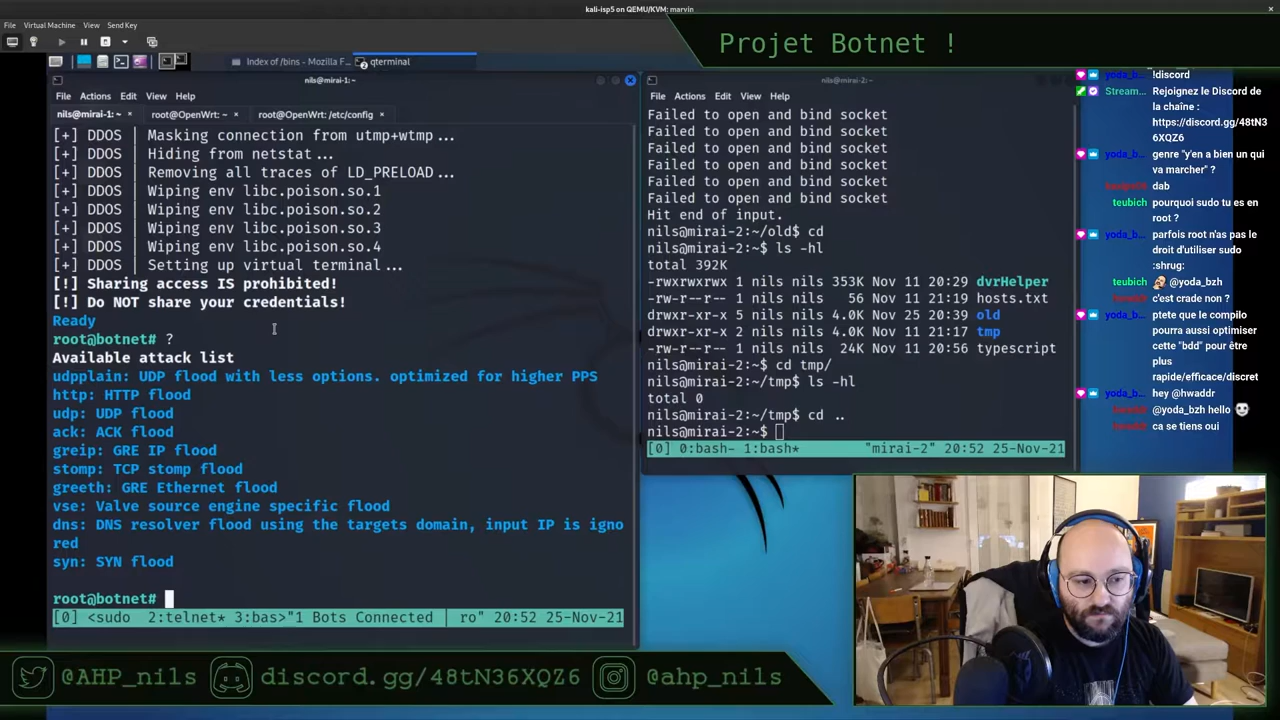 kali-isp5 on QEMU/KVM: marvin
File Virtual Machine View Send Key
Projet Botnet !
Index of /bins - Mozilla F...
qterminal
nils@mirai-1: ~
File Actions Edit View Help
nils@mirai-1: ~ × root@OpenWrt: ~ × root@OpenWrt: /etc/config ×
[+] DDOS | Masking connection from utmp+wtmp...
[+] DDOS | Hiding from netstat...
[+] DDOS | Removing all traces of LD_PRELOAD...
[+] DDOS | Wiping env libc.poison.so.1
[+] DDOS | Wiping env libc.poison.so.2
[+] DDOS | Wiping env libc.poison.so.3
[+] DDOS | Wiping env libc.poison.so.4
[+] DDOS | Setting up virtual terminal...
[!] Sharing access IS prohibited!
[!] Do NOT share your credentials!
Ready
root@botnet# ?
Available attack list
udpplain: UDP flood with less options. optimized for higher PPS
http: HTTP flood
udp: UDP flood
ack: ACK flood
greip: GRE IP flood
stomp: TCP stomp flood
greeth: GRE Ethernet flood
vse: Valve source engine specific flood
dns: DNS resolver flood using the targets domain, input IP is igno
red
syn: SYN flood
root@botnet#
[0] <sudo 2:telnet* 3:bas>"1 Bots Connected | ro" 20:52 25-Nov-21
nils@mirai-2: ~
File Actions Edit View Help
Failed to open and bind socket
Failed to open and bind socket
Failed to open and bind socket
Failed to open and bind socket
Failed to open and bind socket
Failed to open and bind socket
Hit end of input.
nils@mirai-2:~/old$ cd
nils@mirai-2:~$ ls -hl
total 392K
-rwxrwxrwx 1 nils nils 353K Nov 11 20:29 dvrHelper
-rw-r--r-- 1 nils nils 56 Nov 11 21:19 hosts.txt
drwxr-xr-x 5 nils nils 4.0K Nov 25 20:39 old
drwxr-xr-x 2 nils nils 4.0K Nov 11 21:17 tmp
-rw-r--r-- 1 nils nils 24K Nov 11 20:56 typescript
nils@mirai-2:~$ cd tmp/
nils@mirai-2:~/tmp$ ls -hl
total 0
nils@mirai-2:~/tmp$ cd ..
nils@mirai-2:~$
[0] 0:bash- 1:bash* "mirai-2" 20:52 25-Nov-21
yoda_b... !discord
Stream... Rejoignez le Discord de
la chaîne :
https://discord.gg/48tN3
6XQZ6
yoda_b... genre "y'en a bien un qui
va marcher" ?
dab
teubich pourquoi sudo tu es en
root ?
yoda_b... parfois root n'as pas le
droit d'utiliser sudo
:shrug:
teubich @yoda_bzh
c'est crade non ?
yoda_b... ptete que le compilo
pourra aussi optimiser
cette "bdd" pour être
plus
rapide/efficace/discret
yoda_b... hey @hwaddr
@yoda_bzh hello
ca se tiens oui
@AHP_nils discord.gg/48tN36XQZ6 @ahp_nils